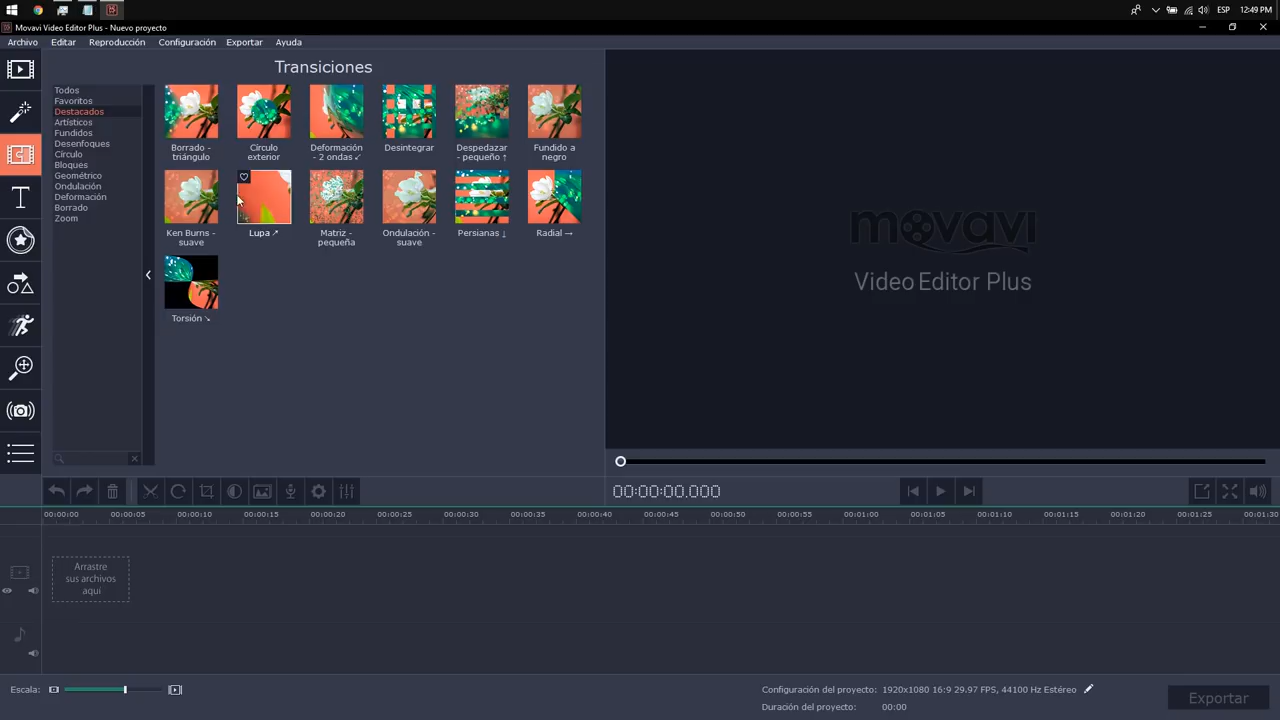 ESP 12:49 PM
Movavi Video Editor Plus - Nuevo proyecto
Archivo Editar Reproducción Configuración Exportar Ayuda
Transiciones
Todos
Favoritos
Destacados
Artísticos
Fundidos
Desenfoques
Círculo
Bloques
Geométrico
Ondulación
Deformación
Borrado
Zoom
Borrado -
triángulo
Círculo
exterior
Deformación
- 2 ondas ↙
Desintegrar
Despedazar
- pequeño ↑
Fundido a
negro
Ken Burns -
suave
Lupa ↗
Matriz -
pequeña
Ondulación -
suave
Persianas ↓
Radial →
Torsión ↘
movavi
Video Editor Plus
00:00:00.000
00:00:00 00:00:05 00:00:10 00:00:15 00:00:20 00:00:25 00:00:30 00:00:35 00:00:40 00:00:45 00:00:50 00:00:55 00:01:00 00:01:05 00:01:10 00:01:15 00:01:20 00:01:25 00:01:30
Arrastre
sus archivos
aquí
Escala:
Configuración del proyecto: 1920x1080 16:9 29.97 FPS, 44100 Hz Estéreo
Duración del proyecto: 00:00
Exportar